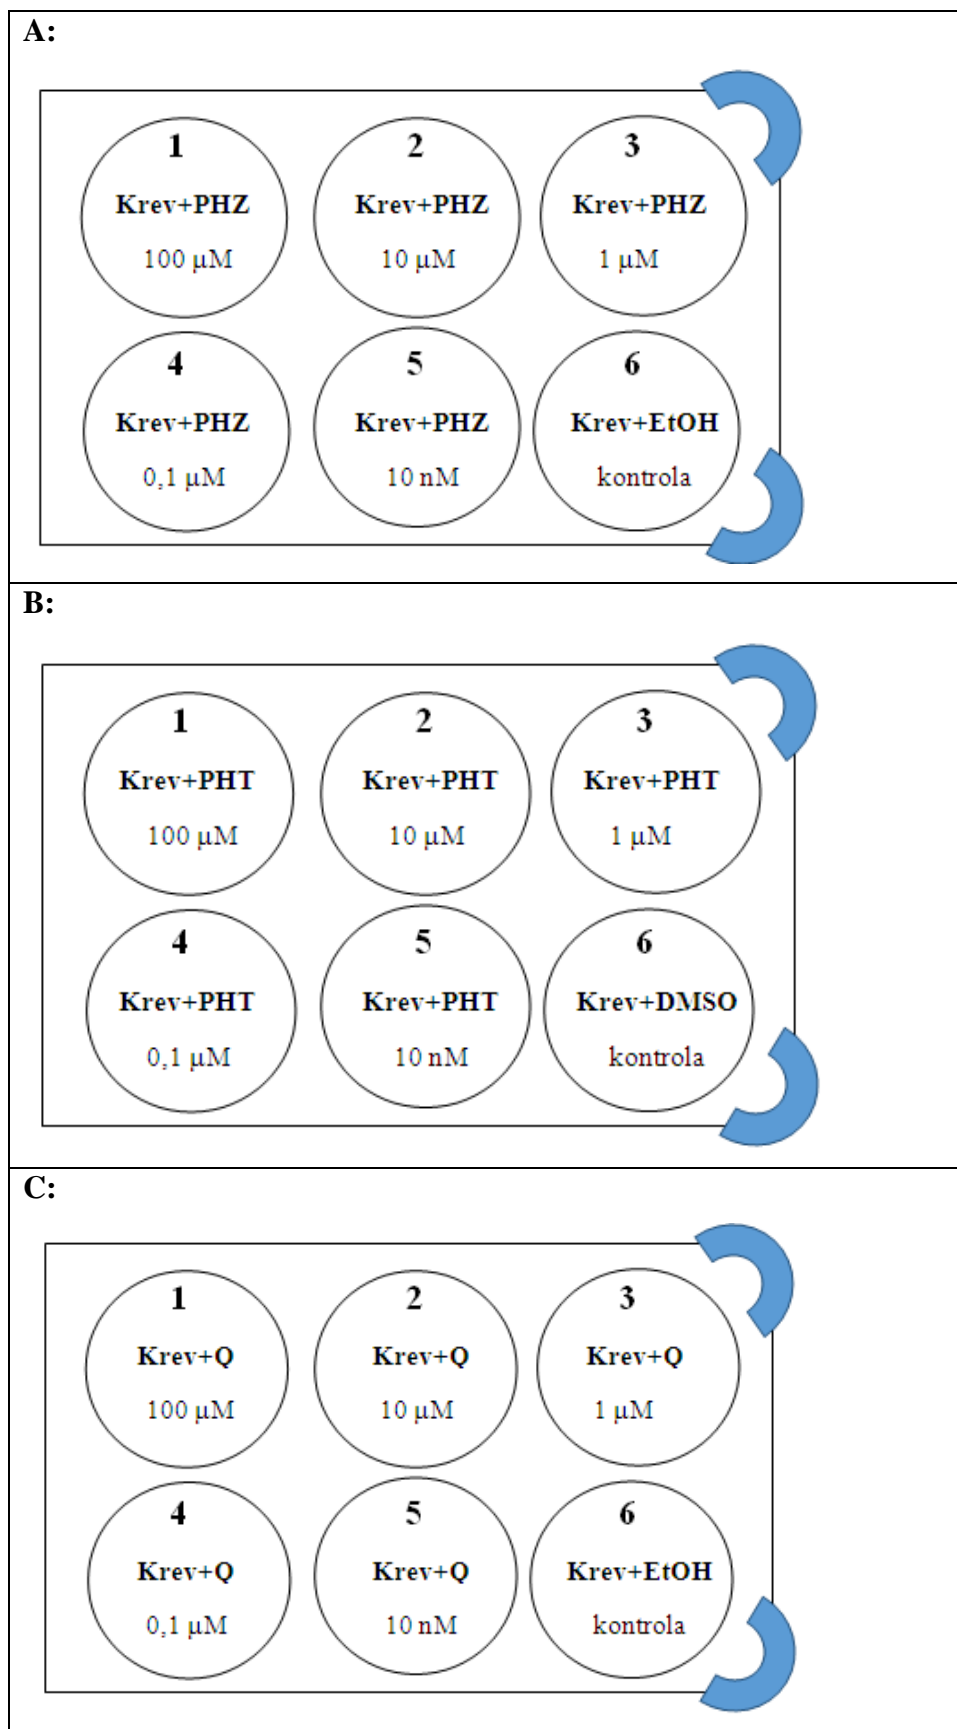 A:
1 2 3
Krev+PHZ Krev+PHZ Krev+PHZ
100 µM 10 µM 1 µM
4 5 6
Krev+PHZ Krev+PHZ Krev+EtOH
0,1 µM 10 nM kontrola
B:
1 2 3
Krev+PHT Krev+PHT Krev+PHT
100 µM 10 µM 1 µM
4 5 6
Krev+PHT Krev+PHT Krev+DMSO
0,1 µM 10 nM kontrola
C:
1 2 3
Krev+Q Krev+Q Krev+Q
100 µM 10 µM 1 µM
4 5 6
Krev+Q Krev+Q Krev+EtOH
0,1 µM 10 nM kontrola